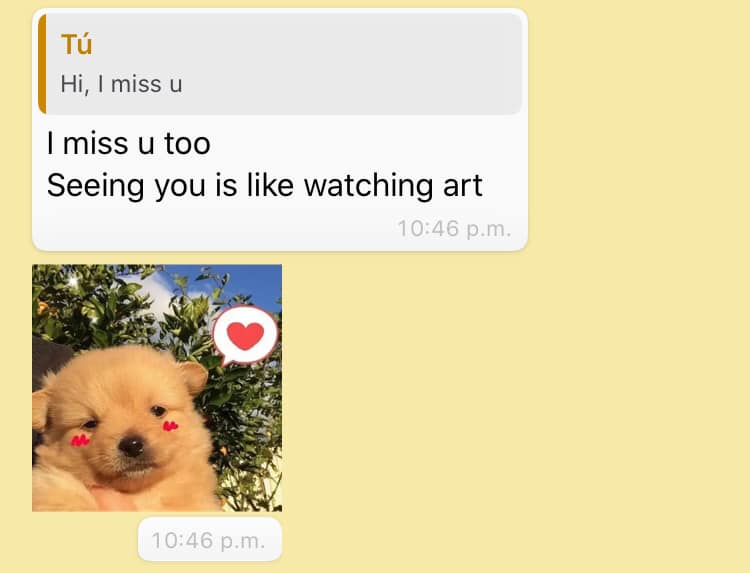 Tú
Hi, I miss u
I miss u too
Seeing you is like watching art
10:46 p.m.
10:46 p.m.